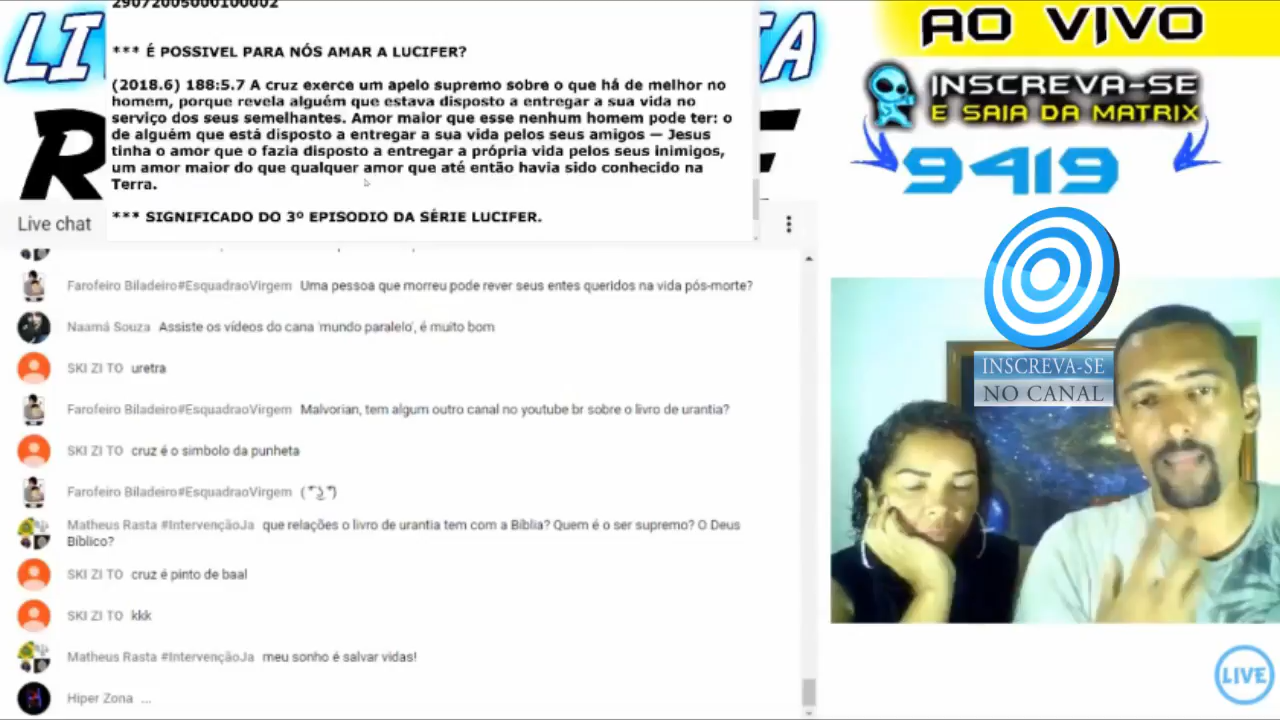 29072005000100002
LI
TA
*** É POSSIVEL PARA NÓS AMAR A LUCIFER?
(2018.6) 188:5.7 A cruz exerce um apelo supremo sobre o que há de melhor no
homem, porque revela alguém que estava disposto a entregar a sua vida no
serviço dos seus semelhantes. Amor maior que esse nenhum homem pode ter: o
de alguém que está disposto a entregar a sua vida pelos seus amigos — Jesus
tinha o amor que o fazia disposto a entregar a própria vida pelos seus inimigos,
um amor maior do que qualquer amor que até então havia sido conhecido na
Terra.
*** SIGNIFICADO DO 3º EPISODIO DA SÉRIE LUCIFER.
R
Live chat
Farofeiro Biladeiro#EsquadraoVirgem Uma pessoa que morreu pode rever seus entes queridos na vida pós-morte?
Naamá Souza Assiste os vídeos do cana 'mundo paralelo', é muito bom
SKI ZI TO uretra
Farofeiro Biladeiro#EsquadraoVirgem Malvorian, tem algum outro canal no youtube br sobre o livro de urantia?
SKI ZI TO cruz é o simbolo da punheta
Farofeiro Biladeiro#EsquadraoVirgem ( ͡° ͜ʖ ͡°)
Matheus Rasta #IntervençãoJa que relações o livro de urantia tem com a Bíblia? Quem é o ser supremo? O Deus
Bíblico?
SKI ZI TO cruz é pinto de baal
SKI ZI TO kkk
Matheus Rasta #IntervençãoJa meu sonho é salvar vidas!
Hiper Zona ...
AO VIVO
INSCREVA-SE
E SAIA DA MATRIX
9419
INSCREVA-SE
NO CANAL
LIVE